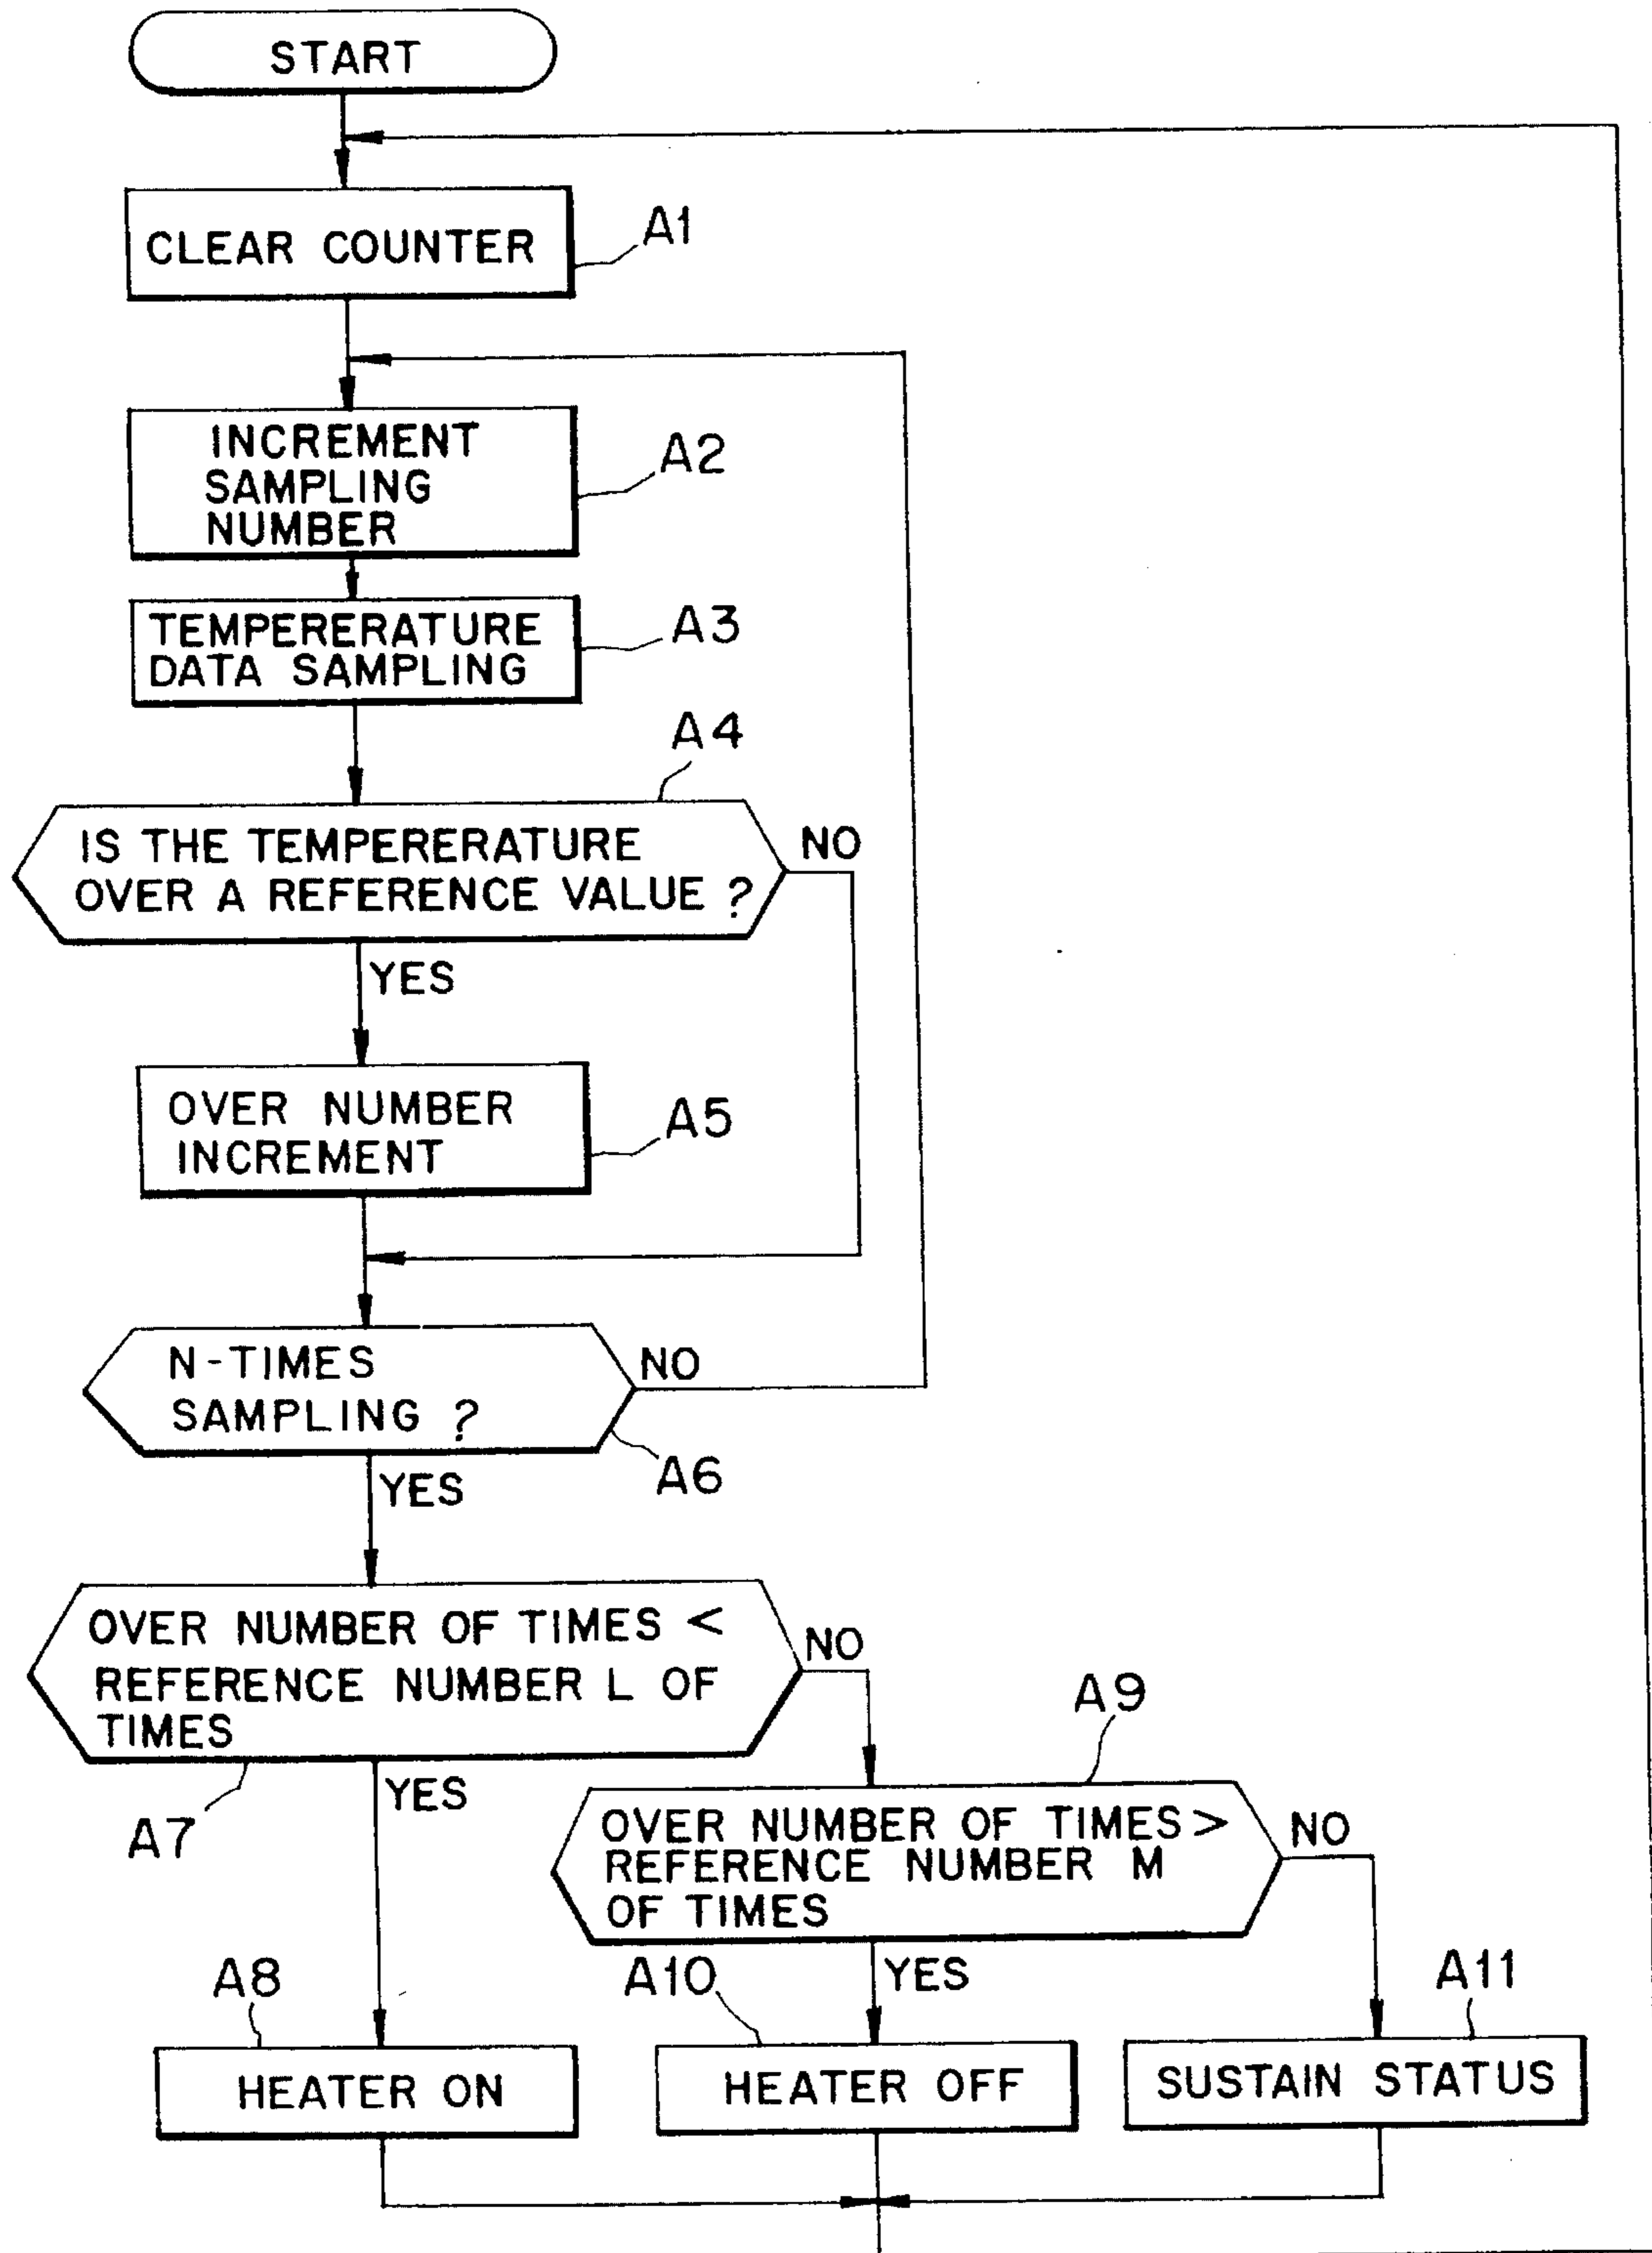 START
CLEAR COUNTER
A1
INCREMENT
SAMPLING
NUMBER
A2
TEMPERERATURE
DATA SAMPLING
A3
A4
IS THE TEMPERERATURE
OVER A REFERENCE VALUE ?
NO
YES
OVER NUMBER
INCREMENT
A5
N-TIMES
SAMPLING ?
NO
A6
YES
OVER NUMBER OF TIMES <
REFERENCE NUMBER L OF
TIMES
NO
A7
YES
A9
OVER NUMBER OF TIMES >
REFERENCE NUMBER M
OF TIMES
NO
YES
A8
HEATER ON
A10
HEATER OFF
A11
SUSTAIN STATUS